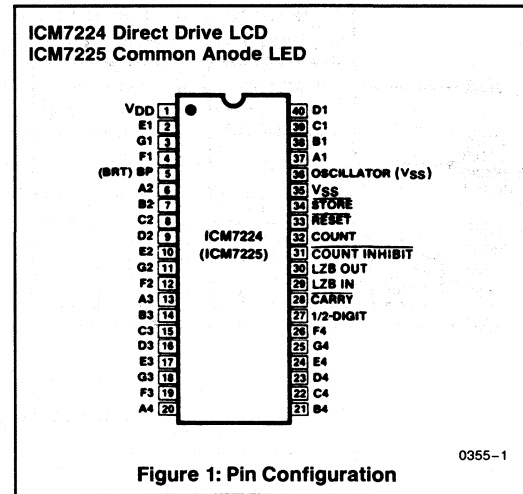 ICM7224 Direct Drive LCD
ICM7225 Common Anode LED
VDD 1
E1 2
G1 3
F1 4
(BRT) BP 5
A2 6
B2 7
C2 8
D2 9
E2 10
G2 11
F2 12
A3 13
B3 14
C3 15
D3 16
E3 17
G3 18
F3 19
A4 20
ICM7224
(ICM7225)
40 D1
39 C1
38 B1
37 A1
36 OSCILLATOR (VSS)
35 VSS
34 STORE
33 RESET
32 COUNT
31 COUNT INHIBIT
30 LZB OUT
29 LZB IN
28 CARRY
27 1/2-DIGIT
26 F4
25 G4
24 E4
23 D4
22 C4
21 B4
0355-1
Figure 1: Pin Configuration